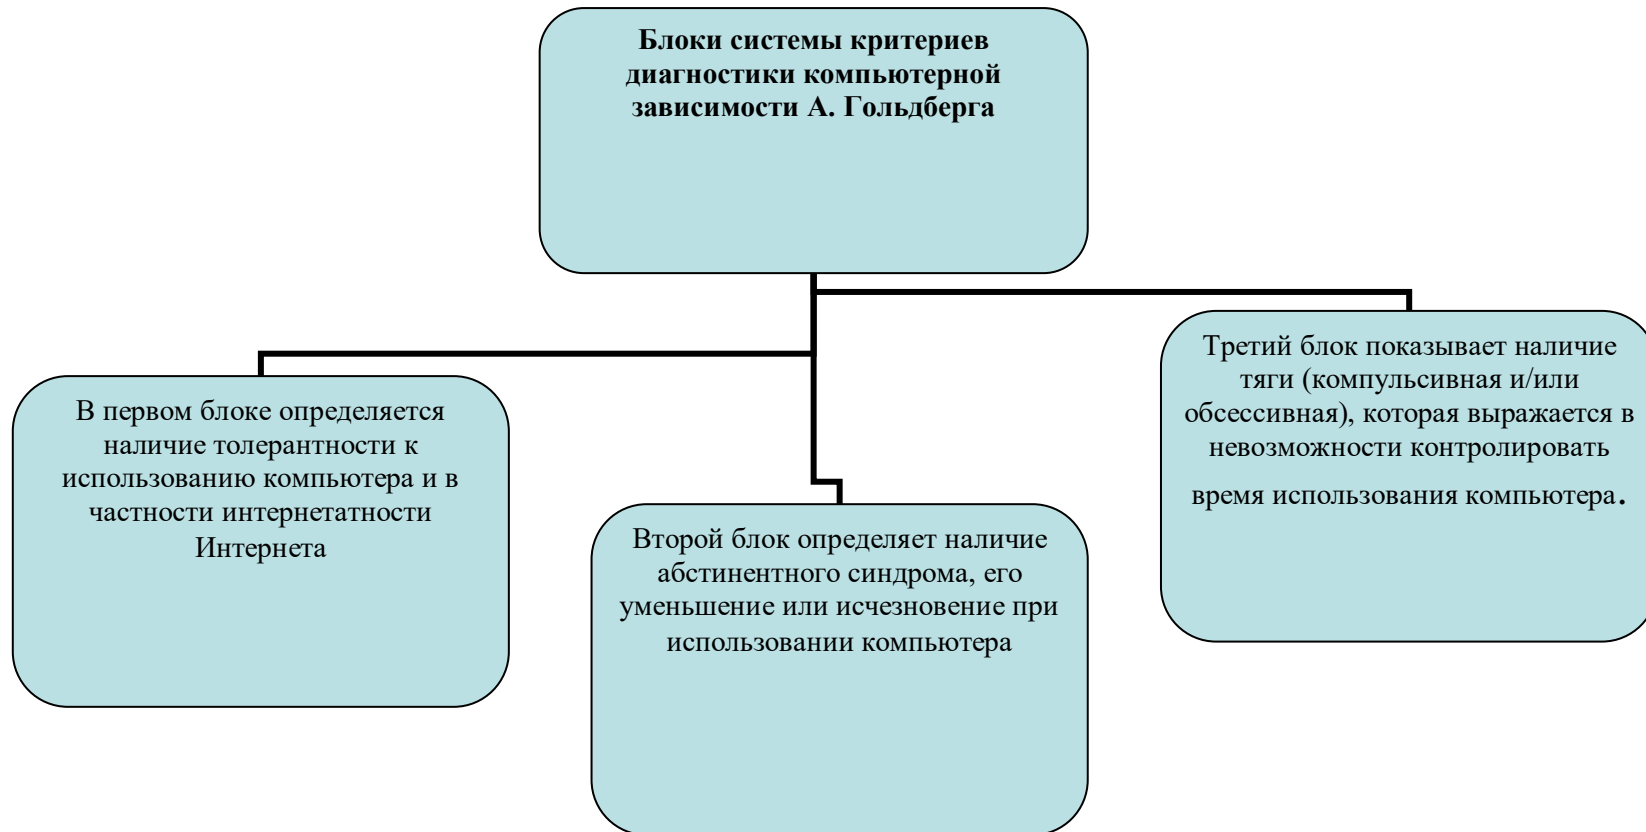 Блоки системы критериев
диагностики компьютерной
зависимости А. Гольдберга
В первом блоке определяется
наличие толерантности к
использованию компьютера и в
частности интернетатности
Интернета
Второй блок определяет наличие
абстинентного синдрома, его
уменьшение или исчезновение при
использовании компьютера
Третий блок показывает наличие
тяги (компульсивная и/или
обсессивная), которая выражается в
невозможности контролировать
время использования компьютера.